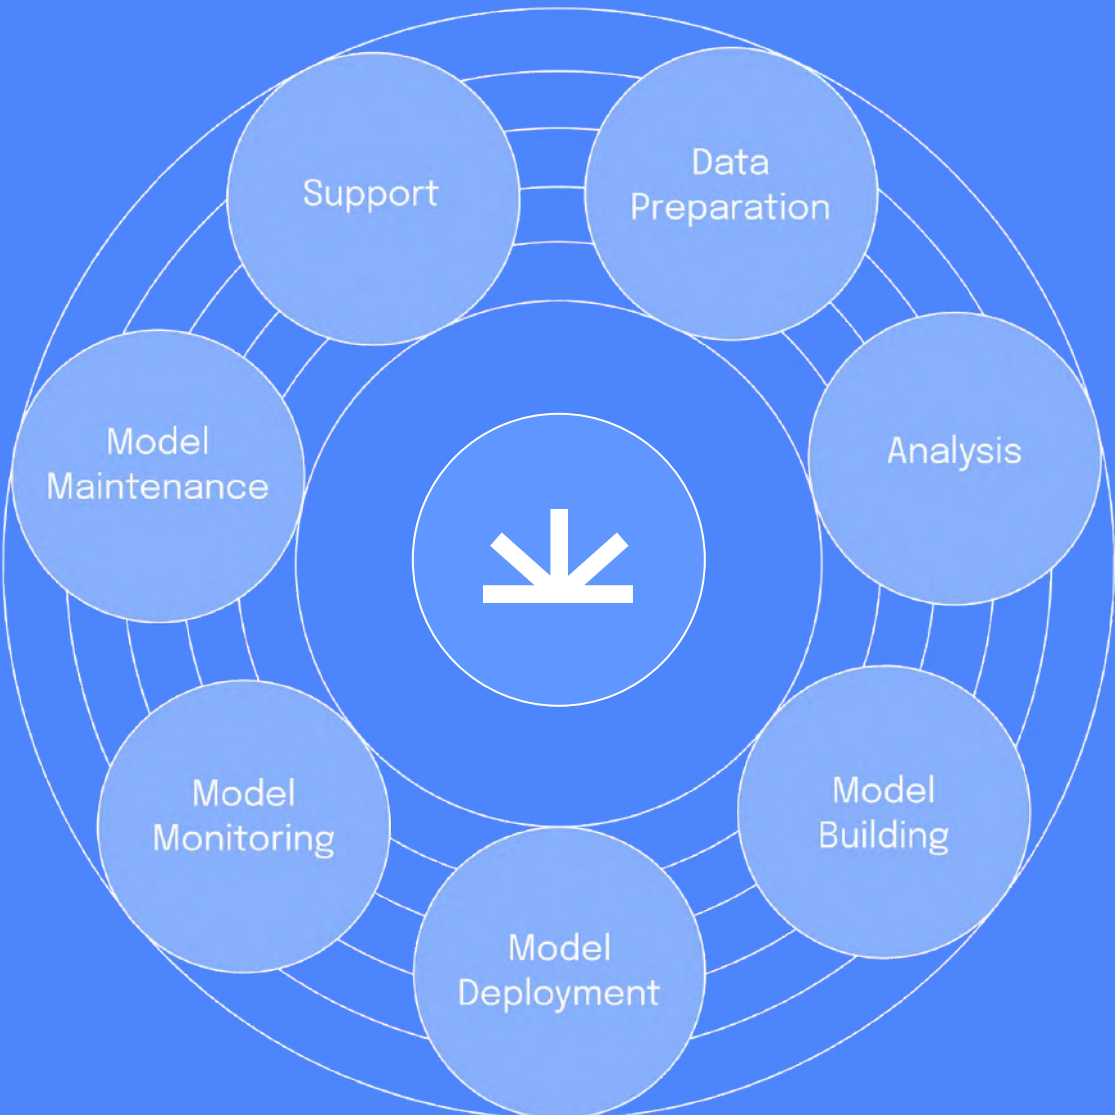 Support
Data
Preparation
Analysis
Model
Building
Model
Deployment
Model
Monitoring
Model
Maintenance